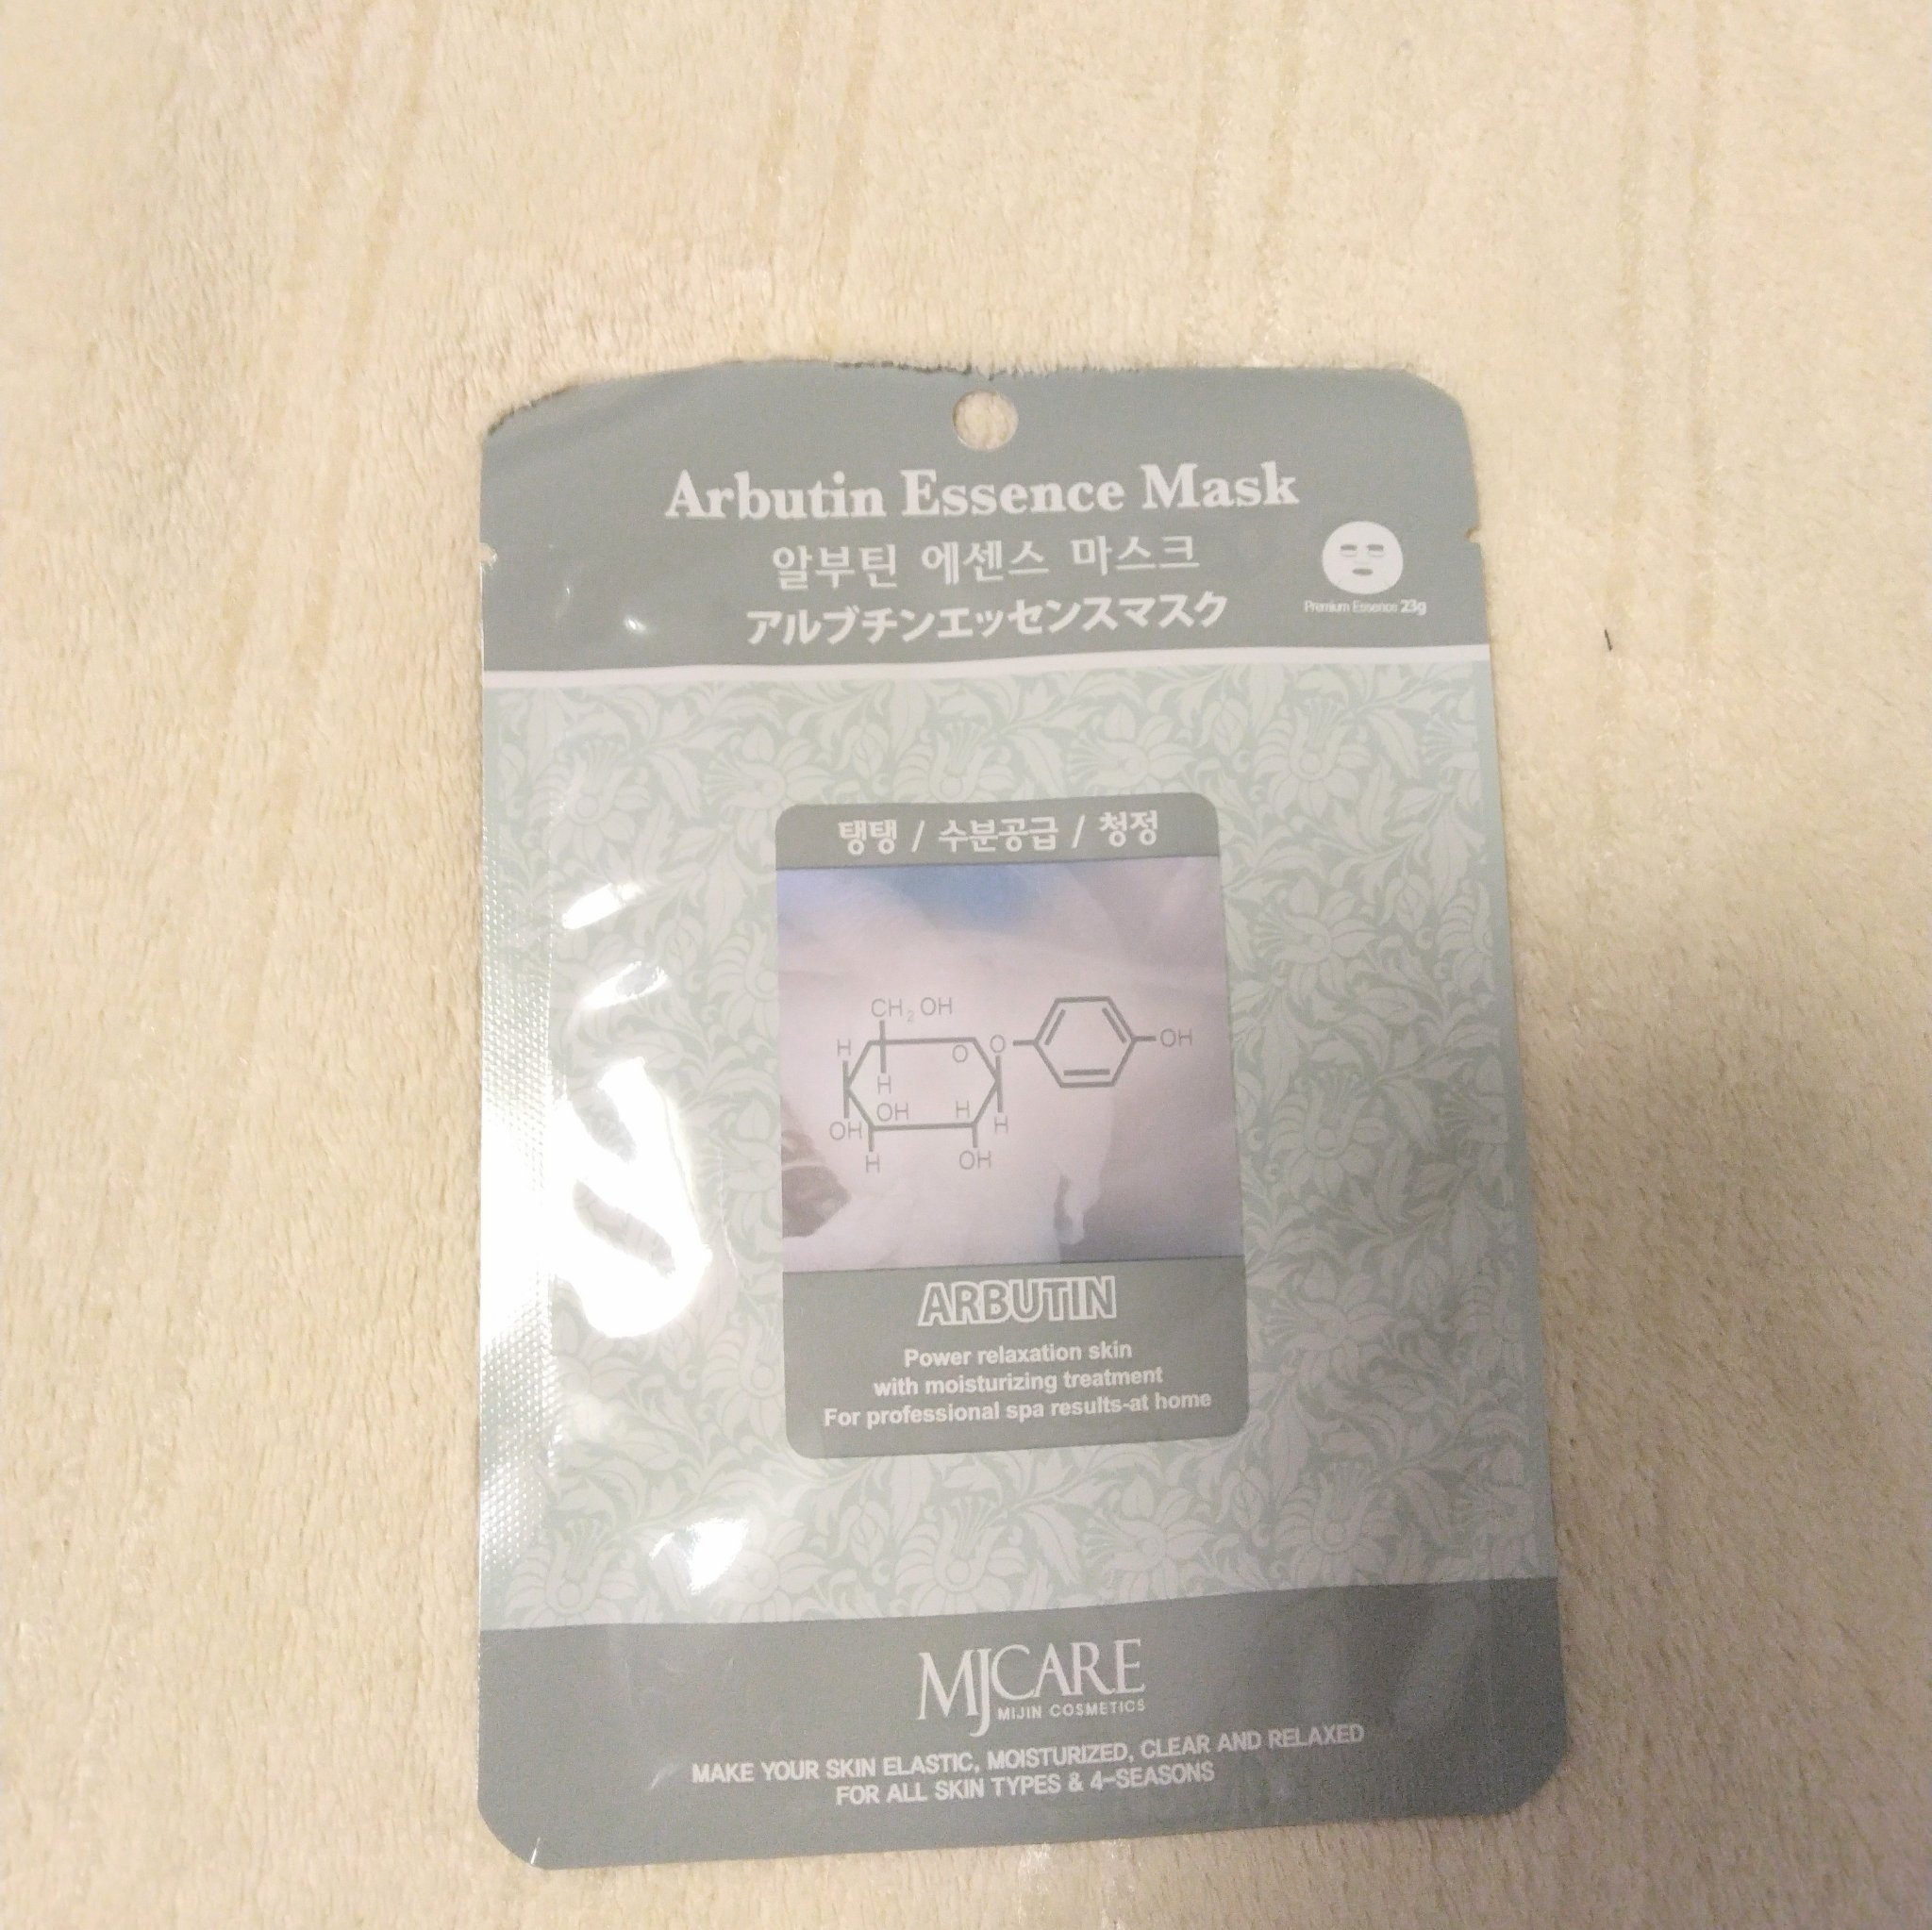 Arbutin Essence Mask
알부틴 에센스 마스크
アルブチンエッセンスマスク
Premium Essence 23g
탱탱 / 수분공급 / 청정
CH₂OH
H
O
O
OH
H
OH
H
OH
H
H
OH
ARBUTIN
Power relaxation skin
with moisturizing treatment
For professional spa results-at home
MJCARE
MIJIN COSMETICS
MAKE YOUR SKIN ELASTIC, MOISTURIZED, CLEAR AND RELAXED
FOR ALL SKIN TYPES & 4-SEASONS